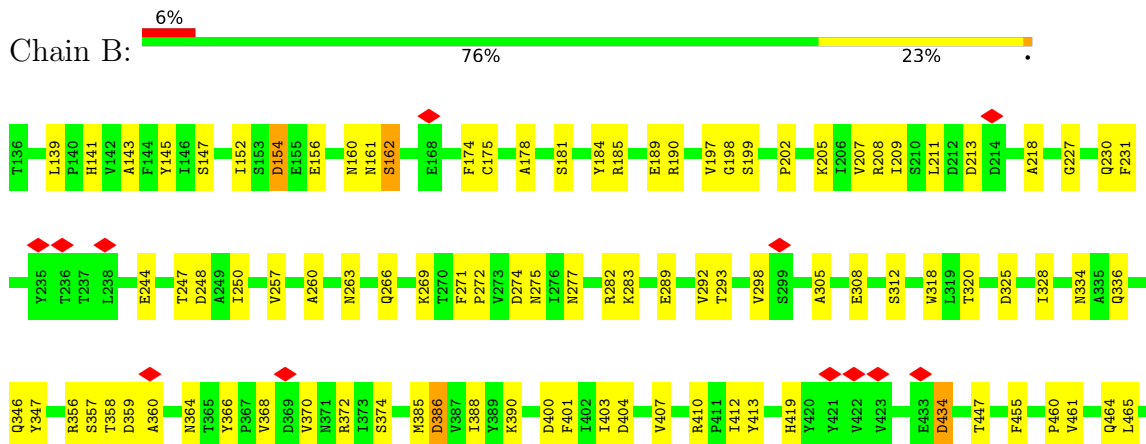 6%
Chain B:
76% 23% •
T136 L139 P140 H141 V142 A143 F144 Y145 I146 S147 I152 S153 D154 E155 E156 N160 N161 S162 E168 F174 C175 A178 S181 Y184 R185 E189 R190 V197 G198 S199 P202 K205 I206 V207 R208 I209 S210 L211 D212 D213 D214 A218 G227 Q230 F231
Y235 T236 T237 L238 E244 T247 D248 A249 I250 V257 A260 N263 Q266 K269 T270 F271 P272 V273 D274 N275 I276 N277 R282 K283 E289 V292 T293 V298 S299 A305 E308 S312 W318 L319 T320 D325 I328 N334 A335 Q336
Q346 Y347 R356 S357 T358 D359 A360 N364 T365 Y366 P367 V368 D369 V370 N371 R372 I373 S374 M385 D386 V387 I388 Y389 K390 D400 F401 I402 I403 D404 V407 R410 P411 I412 Y413 H419 Y420 Y421 V422 V423 E433 D434 T447 F455 P460 V461 Q464 L465